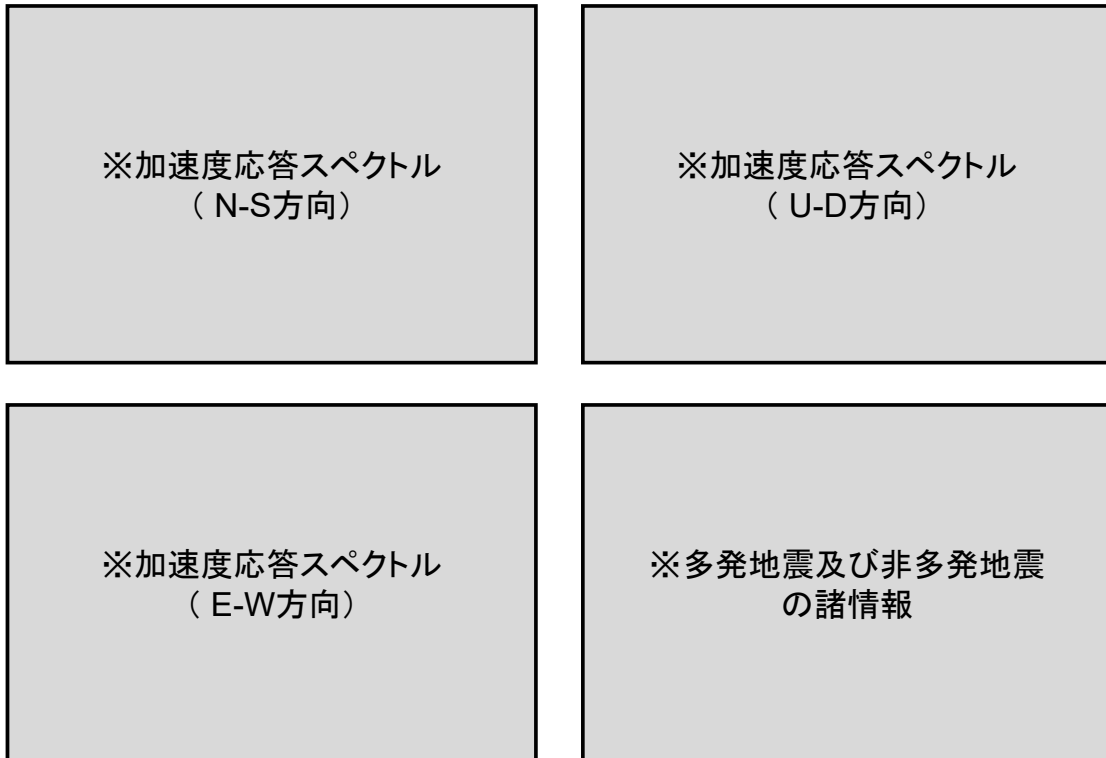 ※加速度応答スペクトル
（ N-S方向）
※加速度応答スペクトル
（ U-D方向）
※加速度応答スペクトル
（ E-W方向）
※多発地震及び非多発地震
の諸情報